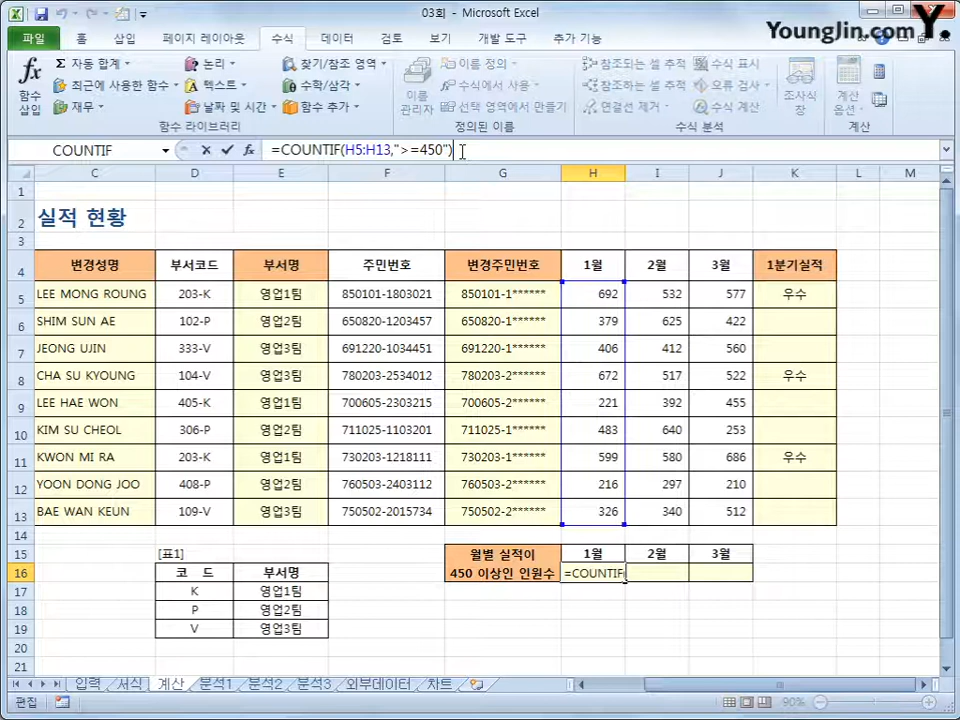 03회 - Microsoft Excel
Younglin.com Y.
파일 홈 삽입 페이지 레이아웃 수식 데이터 검토 보기 개발 도구 추가 기능
fx 함수 삽입
Σ 자동 합계
최근에 사용한 함수
재무
논리
텍스트
날짜 및 시간
찾기/참조 영역
수학/삼각
함수 추가
함수 라이브러리
이름 관리자
이름 정의
수식에서 사용
선택 영역에서 만들기
정의된 이름
참조되는 셀 추적
참조하는 셀 추적
연결선 제거
수식 표시
오류 검사
수식 계산
수식 분석
조사식 창
계산 옵션
계산
COUNTIF fx =COUNTIF(H5:H13,">=450")
C D E F G H I J K L M
1
2 실적 현황
3
4 변경성명 부서코드 부서명 주민번호 변경주민번호 1월 2월 3월 1분기실적
5 LEE MONG ROUNG 203-K 영업1팀 850101-1803021 850101-1****** 692 532 577 우수
6 SHIM SUN AE 102-P 영업2팀 650820-1203457 650820-1****** 379 625 422
7 JEONG UJIN 333-V 영업3팀 691220-1034451 691220-1****** 406 412 560
8 CHA SU KYOUNG 104-V 영업3팀 780203-2534012 780203-2****** 672 517 522 우수
9 LEE HAE WON 405-K 영업1팀 700605-2303215 700605-2****** 221 392 455
10 KIM SU CHEOL 306-P 영업2팀 711025-1103201 711025-1****** 483 640 253
11 KWON MI RA 203-K 영업1팀 730203-1218111 730203-1****** 599 580 686 우수
12 YOON DONG JOO 408-P 영업2팀 760503-2403112 760503-2****** 216 297 210
13 BAE WAN KEUN 109-V 영업3팀 750502-2015734 750502-2****** 326 340 512
14
15 [표1] 월별 실적이 1월 2월 3월
16 코 드 부서명 450 이상인 인원수 =COUNTIF(
17 K 영업1팀
18 P 영업2팀
19 V 영업3팀
20
21
입력 서식 계산 분석1 분석2 분석3 외부데이터 차트
편집 90%